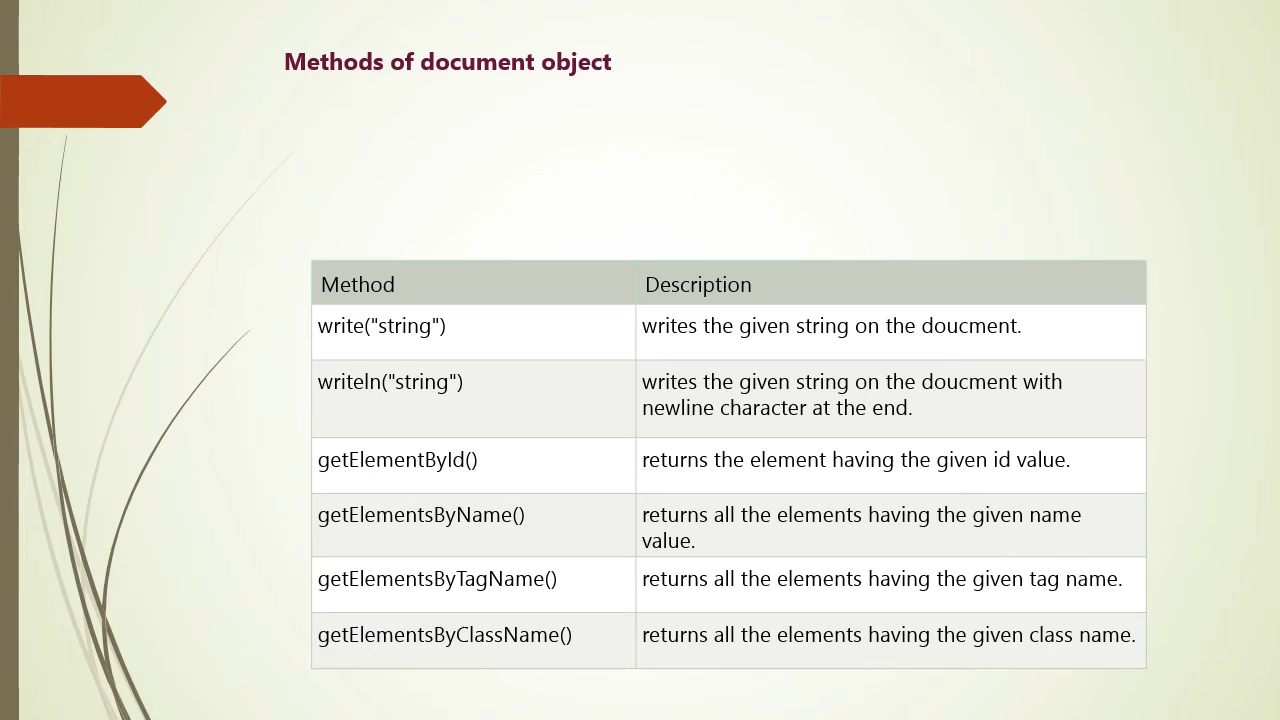 Methods of document object
Method Description
write("string") writes the given string on the doucment.
writeln("string") writes the given string on the doucment with
newline character at the end.
getElementById() returns the element having the given id value.
getElementsByName() returns all the elements having the given name
value.
getElementsByTagName() returns all the elements having the given tag name.
getElementsByClassName() returns all the elements having the given class name.